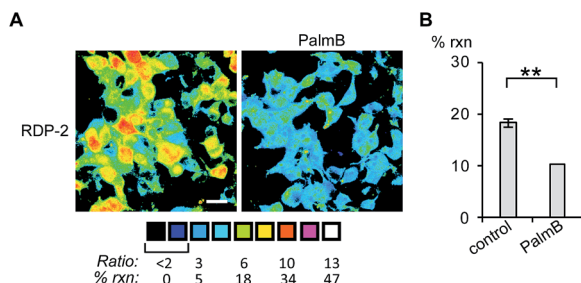 A
PalmB
RDP-2
Ratio: <2 3 6 10 13
% rxn: 0 5 18 34 47
B
% rxn
30
**
20
10
0
control
PalmB